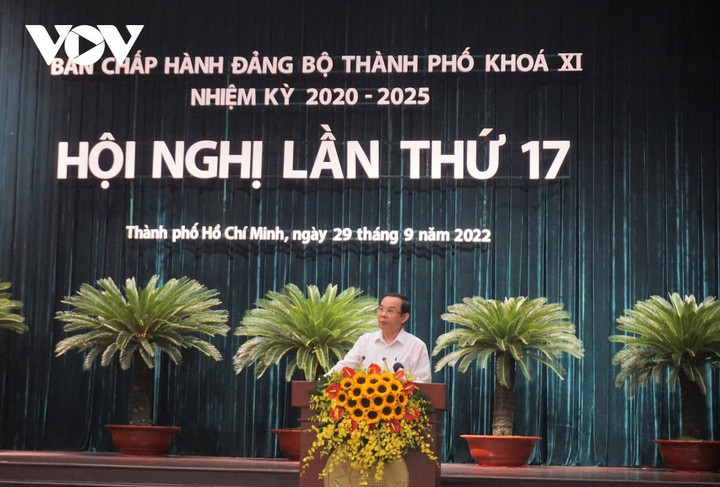 VOV
BAN CHẤP HÀNH ĐẢNG BỘ THÀNH PHỐ KHOÁ XI
NHIỆM KỲ 2020 - 2025
HỘI NGHỊ LẦN THỨ 17
Thành phố Hồ Chí Minh, ngày 29 tháng 9 năm 2022